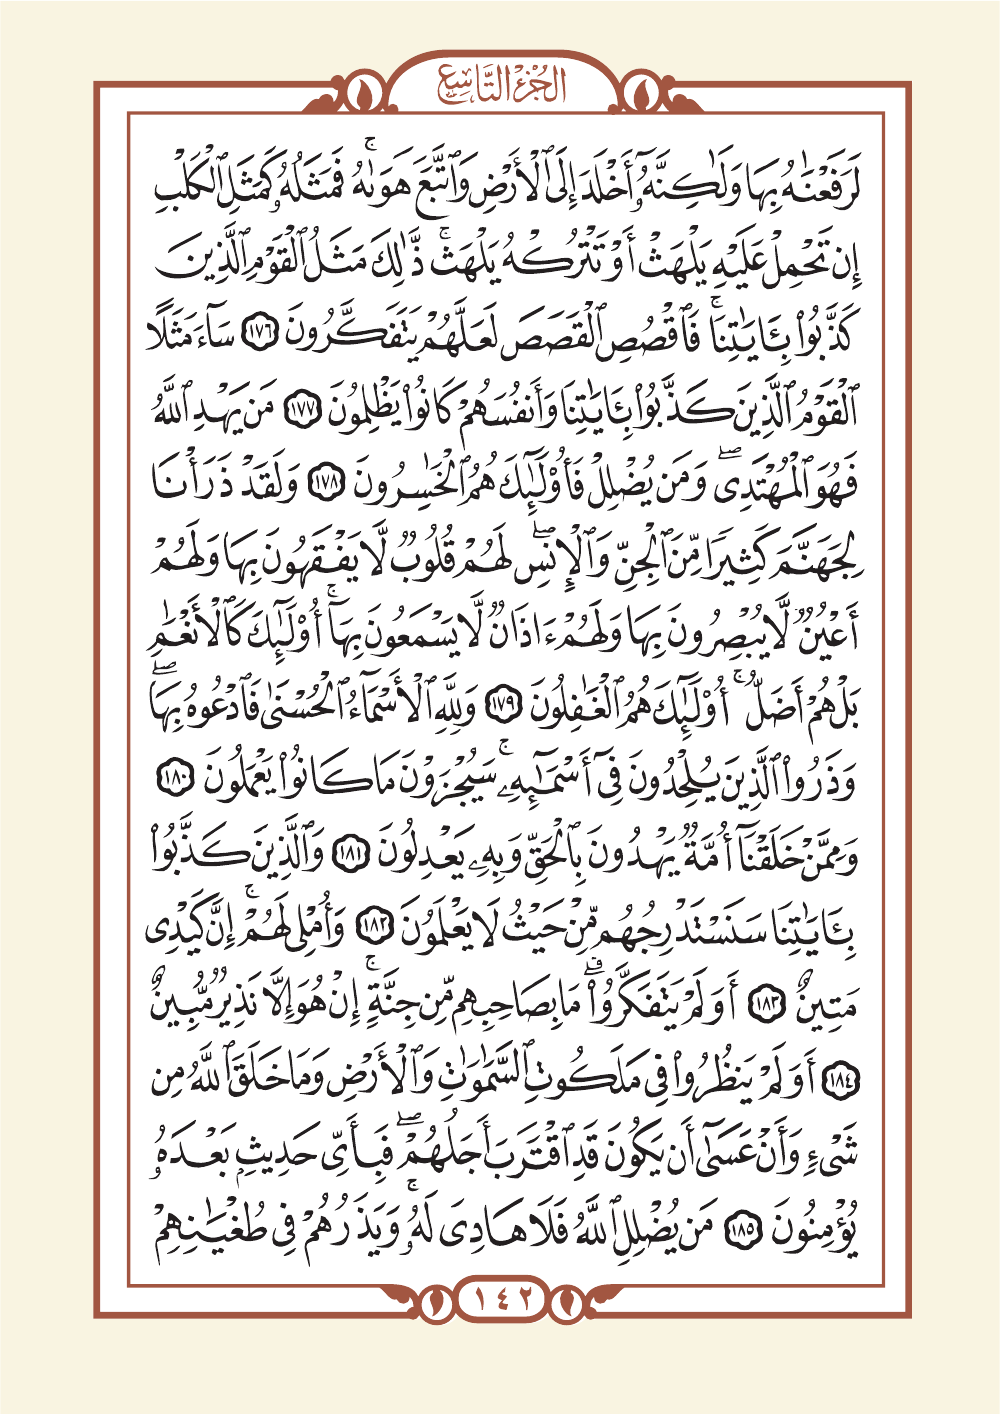 الجُزْءُ التَّاسِع
لَرَفَعْنَٰهُ بِهَا وَلَٰكِنَّهُۥٓ أَخْلَدَ إِلَى ٱلْأَرْضِ وَٱتَّبَعَ هَوَىٰهُ ۚ فَمَثَلُهُۥ كَمَثَلِ ٱلْكَلْبِ
إِن تَحْمِلْ عَلَيْهِ يَلْهَثْ أَوْ تَتْرُكْهُ يَلْهَث ۚ ذَّٰلِكَ مَثَلُ ٱلْقَوْمِ ٱلَّذِينَ
كَذَّبُوا۟ بِـَٔايَٰتِنَا ۚ فَٱقْصُصِ ٱلْقَصَصَ لَعَلَّهُمْ يَتَفَكَّرُونَ ١٧٦ سَآءَ مَثَلًا
ٱلْقَوْمُ ٱلَّذِينَ كَذَّبُوا۟ بِـَٔايَٰتِنَا وَأَنفُسَهُمْ كَانُوا۟ يَظْلِمُونَ ١٧٧ مَن يَهْدِ ٱللَّهُ
فَهُوَ ٱلْمُهْتَدِى ۖ وَمَن يُضْلِلْ فَأُو۟لَٰٓئِكَ هُمُ ٱلْخَٰسِرُونَ ١٧٨ وَلَقَدْ ذَرَأْنَا
لِجَهَنَّمَ كَثِيرًا مِّنَ ٱلْجِنِّ وَٱلْإِنسِ ۖ لَهُمْ قُلُوبٌ لَّا يَفْقَهُونَ بِهَا وَلَهُمْ
أَعْيُنٌ لَّا يُبْصِرُونَ بِهَا وَلَهُمْ ءَاذَانٌ لَّا يَسْمَعُونَ بِهَآ ۚ أُو۟لَٰٓئِكَ كَٱلْأَنْعَٰمِ
بَلْ هُمْ أَضَلُّ ۚ أُو۟لَٰٓئِكَ هُمُ ٱلْغَٰفِلُونَ ١٧٩ وَلِلَّهِ ٱلْأَسْمَآءُ ٱلْحُسْنَىٰ فَٱدْعُوهُ بِهَا ۖ
وَذَرُوا۟ ٱلَّذِينَ يُلْحِدُونَ فِىٓ أَسْمَٰٓئِهِۦ ۚ سَيُجْزَوْنَ مَا كَانُوا۟ يَعْمَلُونَ ١٨٠
وَمِمَّنْ خَلَقْنَآ أُمَّةٌ يَهْدُونَ بِٱلْحَقِّ وَبِهِۦ يَعْدِلُونَ ١٨١ وَٱلَّذِينَ كَذَّبُوا۟
بِـَٔايَٰتِنَا سَنَسْتَدْرِجُهُم مِّنْ حَيْثُ لَا يَعْلَمُونَ ١٨٢ وَأُمْلِى لَهُمْ ۚ إِنَّ كَيْدِى
مَتِينٌ ١٨٣ أَوَلَمْ يَتَفَكَّرُوا۟ ۗ مَا بِصَاحِبِهِم مِّن جِنَّةٍ ۚ إِنْ هُوَ إِلَّا نَذِيرٌ مُّبِينٌ
١٨٤ أَوَلَمْ يَنظُرُوا۟ فِى مَلَكُوتِ ٱلسَّمَٰوَٰتِ وَٱلْأَرْضِ وَمَا خَلَقَ ٱللَّهُ مِن
شَىْءٍ وَأَنْ عَسَىٰٓ أَن يَكُونَ قَدِ ٱقْتَرَبَ أَجَلُهُمْ ۖ فَبِأَىِّ حَدِيثٍۭ بَعْدَهُۥ
يُؤْمِنُونَ ١٨٥ مَن يُضْلِلِ ٱللَّهُ فَلَا هَادِىَ لَهُۥ ۚ وَيَذَرُهُمْ فِى طُغْيَٰنِهِمْ
١٤٢